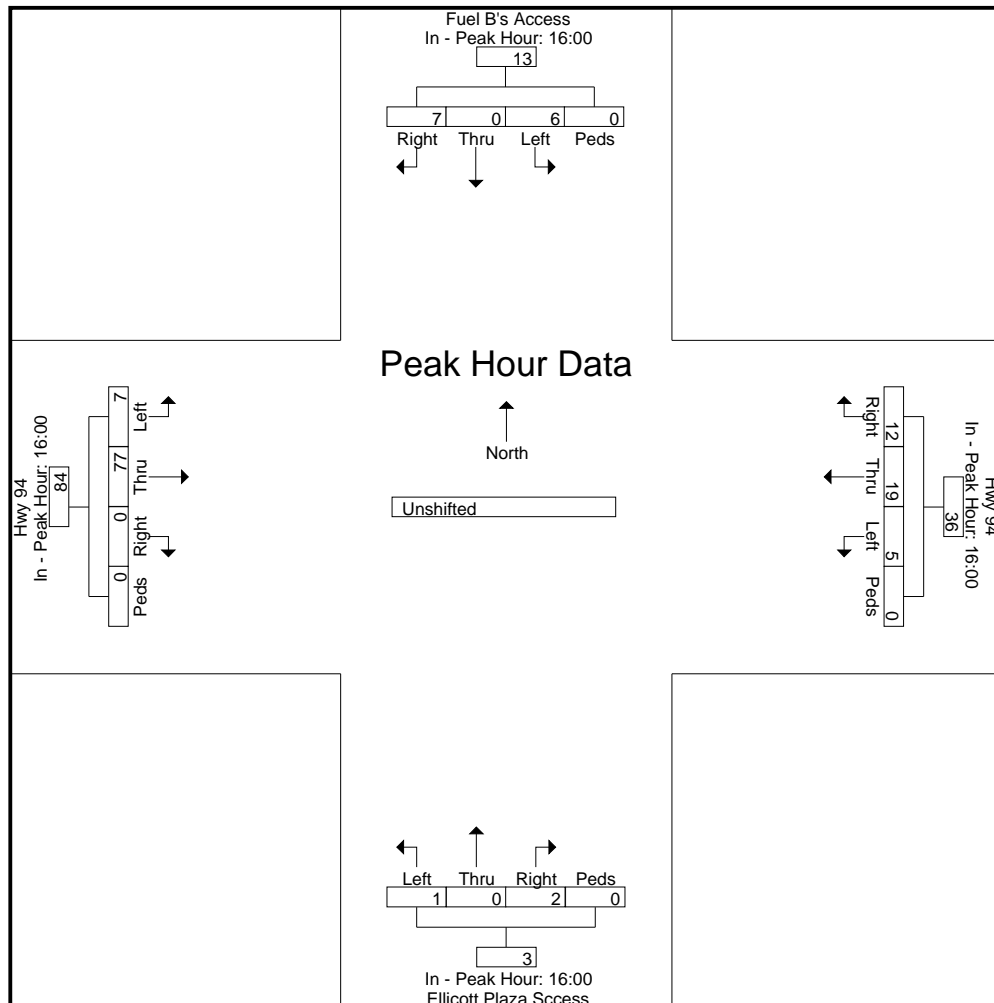 Fuel B's Access
In - Peak Hour: 16:00
13
7 0 6 0
Right Thru Left Peds
Peak Hour Data
North
Unshifted
Hwy 94
In - Peak Hour: 16:00
84
7 77 0 0
Left Thru Right Peds
Right Thru Left Peds
12 19 5 0
36
In - Peak Hour: 16:00
Hwy 94
Left Thru Right Peds
1 0 2 0
3
In - Peak Hour: 16:00
Ellicott Plaza Sccess